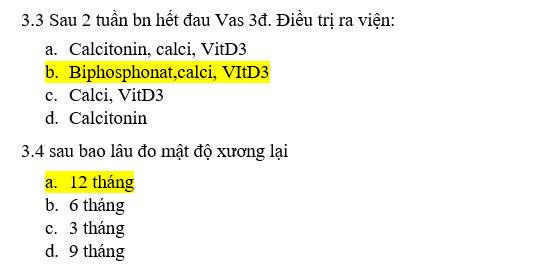 3.3 Sau 2 tuần bn hết đau Vas 3đ. Điều trị ra viện:
a. Calcitonin, calci, VitD3
b. Biphosphonat,calci, VItD3
c. Calci, VitD3
d. Calcitonin
3.4 sau bao lâu đo mật độ xương lại
a. 12 tháng
b. 6 tháng
c. 3 tháng
d. 9 tháng